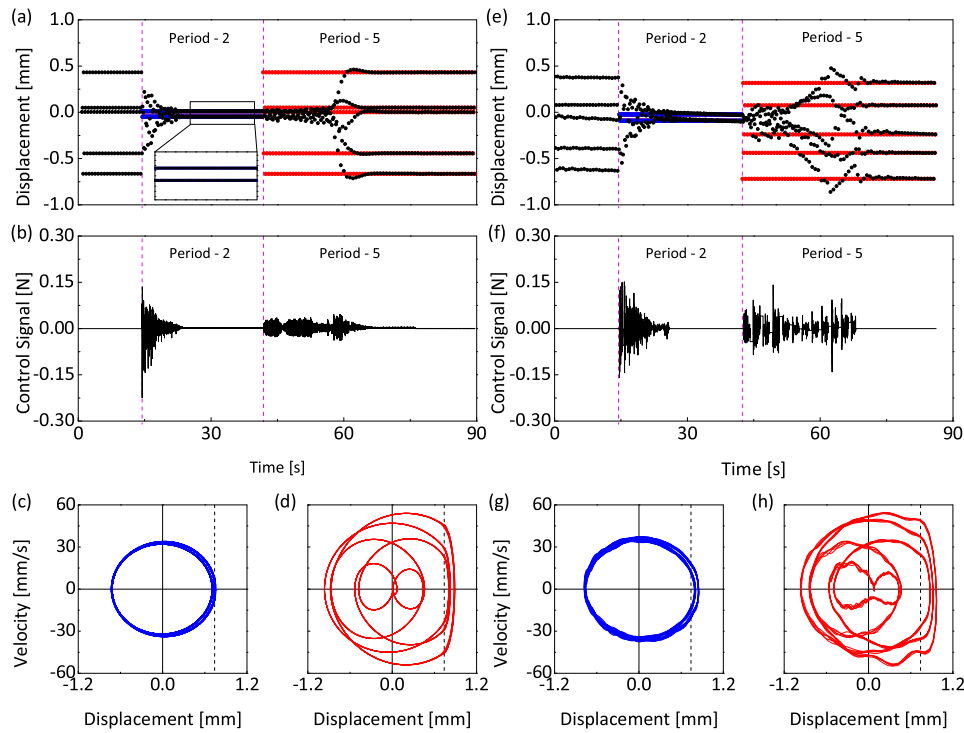 (a)
Period - 2
Period - 5
Displacement [mm]
1.0
0.5
0.0
-0.5
-1.0
(e)
Period - 2
Period - 5
Displacement [mm]
1.0
0.5
0.0
-0.5
-1.0
(b)
Period - 2
Period - 5
Control Signal [N]
0.30
0.15
0.00
-0.15
-0.30
0 30 60 90
Time [s]
(f)
Period - 2
Period - 5
Control Signal [N]
0.30
0.15
0.00
-0.15
-0.30
0 30 60 90
Time [s]
(c)
Velocity [mm/s]
60
30
0
-30
-60
-1.2 0.0 1.2
Displacement [mm]
(d)
-1.2 0.0 1.2
Displacement [mm]
(g)
Velocity [mm/s]
60
30
0
-30
-60
-1.2 0.0 1.2
Displacement [mm]
(h)
-1.2 0.0 1.2
Displacement [mm]